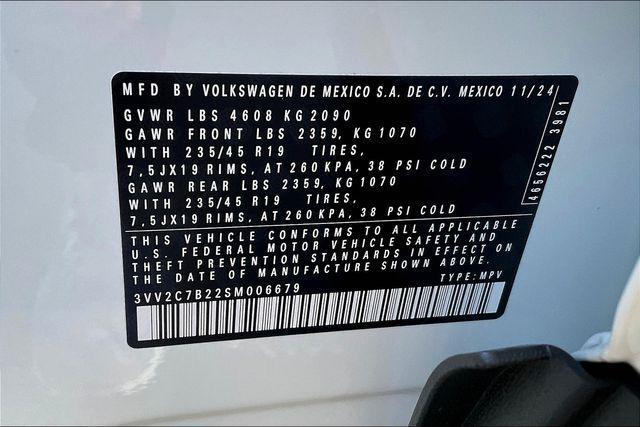 MFD BY VOLKSWAGEN DE MEXICO S.A. DE C.V. MEXICO 11/24
GVWR LBS 4608 KG 2090
GAWR FRONT LBS 2359, KG 1070
WITH 235/45 R19 TIRES,
7,5JX19 RIMS, AT 260 KPA, 38 PSI COLD
GAWR REAR LBS 2359, KG 1070
WITH 235/45 R19 TIRES,
7,5JX19 RIMS, AT 260 KPA, 38 PSI COLD
4656222 3981
THIS VEHICLE CONFORMS TO ALL APPLICABLE
U.S. FEDERAL MOTOR VEHICLE SAFETY AND
THEFT PREVENTION STANDARDS IN EFFECT ON
THE DATE OF MANUFACTURE SHOWN ABOVE.
TYPE: MPV
3VV2C7B22SM006679